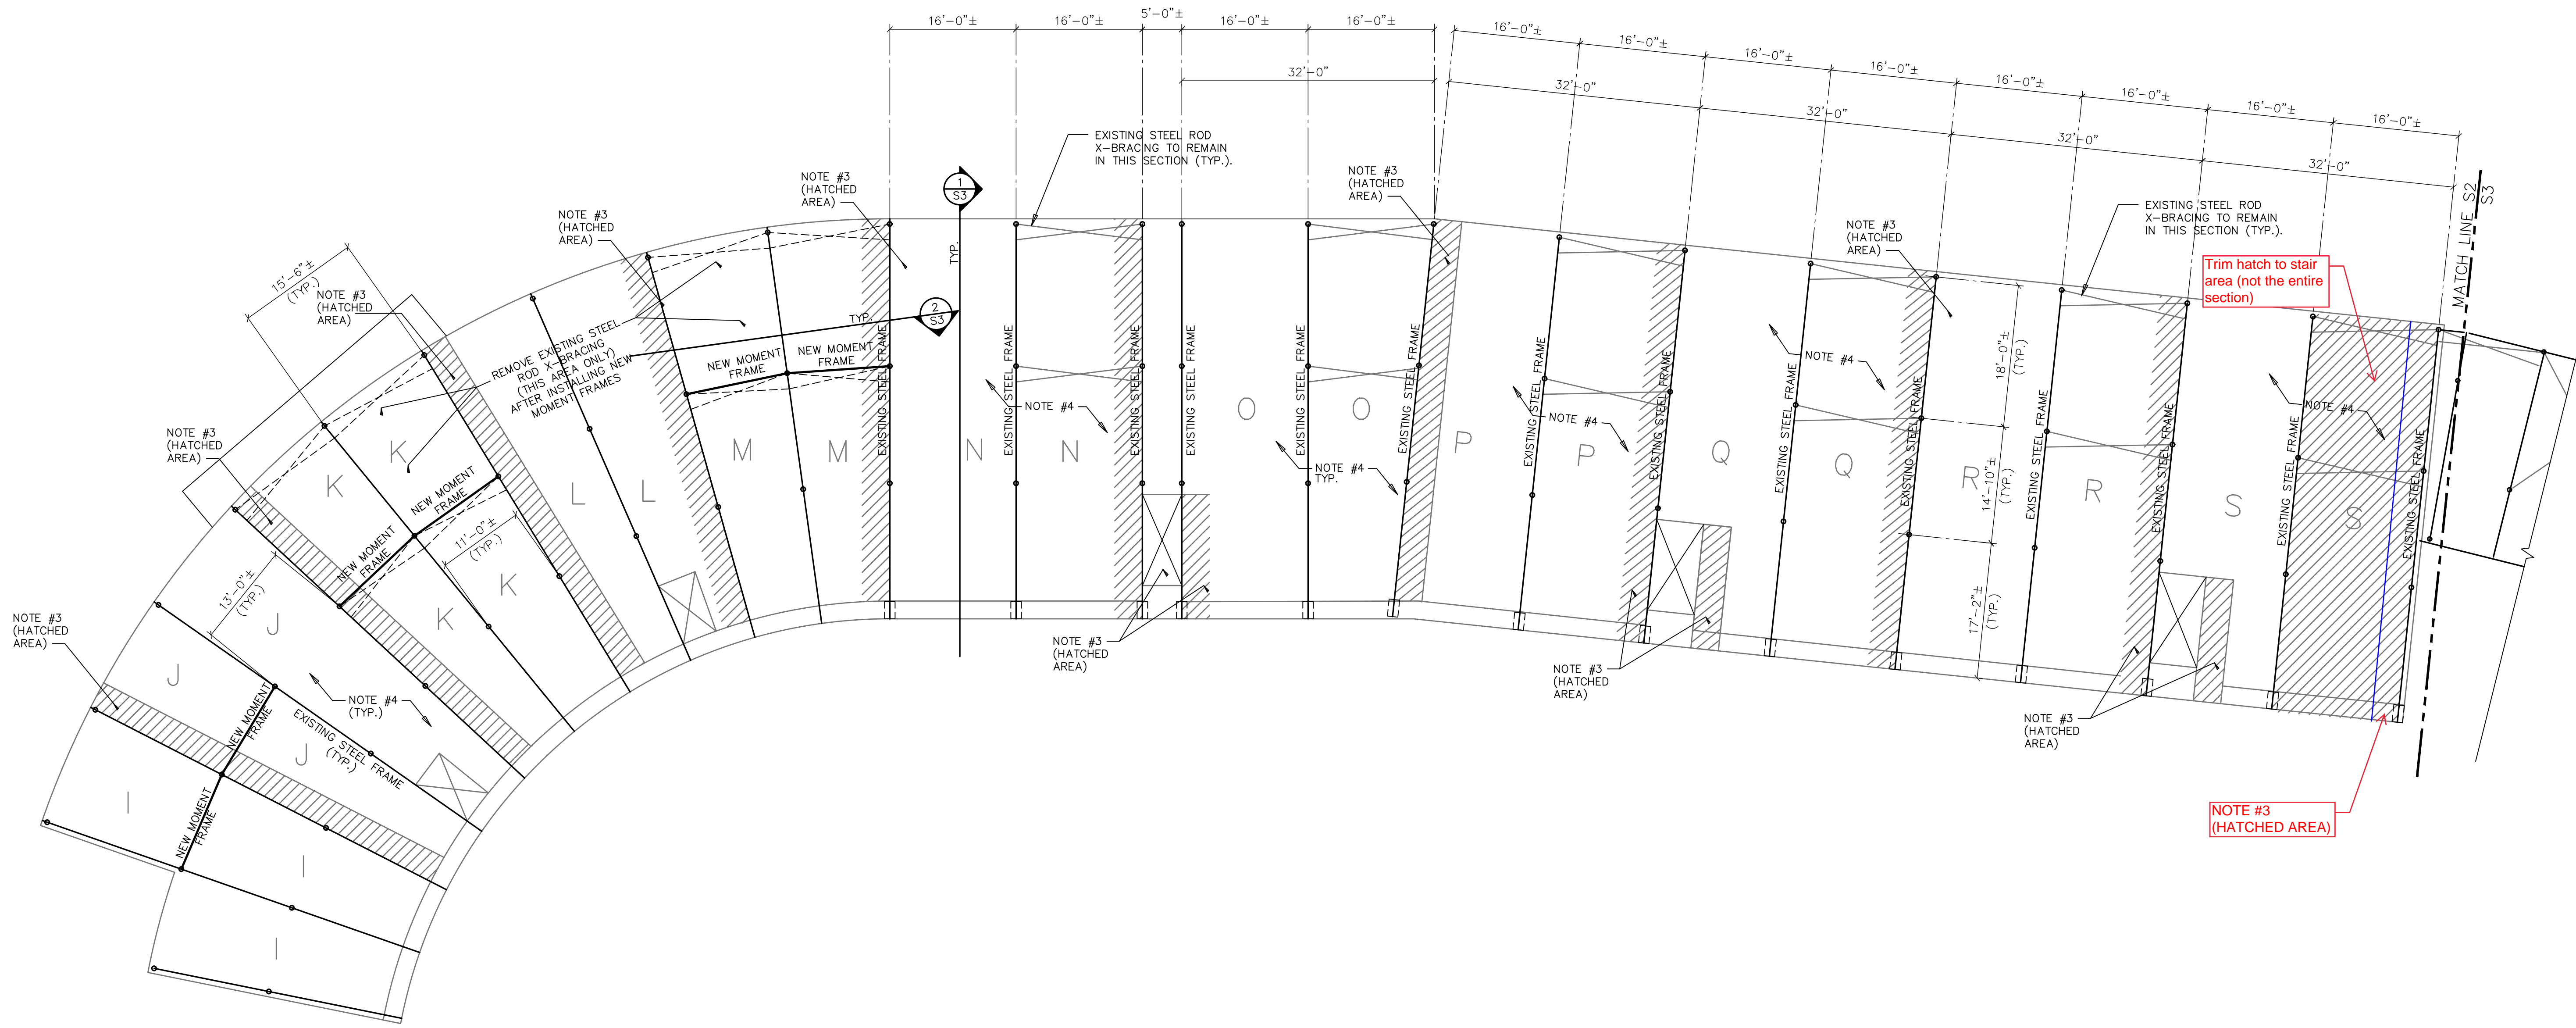 16'-0"±
16'-0"±
5'-0"±
16'-0"±
16'-0"±
32'-0"
16'-0"±
16'-0"±
16'-0"±
16'-0"±
16'-0"±
16'-0"±
16'-0"±
16'-0"±
32'-0"
32'-0"
32'-0"
32'-0"
EXISTING STEEL ROD
X-BRACING TO REMAIN
IN THIS SECTION (TYP.).
NOTE #3
(HATCHED
AREA)
1
S3
TYP.
NOTE #3
(HATCHED
AREA)
NOTE #3
(HATCHED
AREA)
NOTE #3
(HATCHED
AREA)
EXISTING STEEL ROD
X-BRACING TO REMAIN
IN THIS SECTION (TYP.).
MATCH LINE S2
S3
Trim hatch to stair
area (not the entire
section)
15'-6"±
(TYP.)
NOTE #3
(HATCHED
AREA)
REMOVE EXISTING STEEL
ROD X-BRACING
(THIS AREA ONLY)
AFTER INSTALLING NEW
MOMENT FRAMES
TYP.
2
S3
NEW MOMENT
FRAME
NEW MOMENT
FRAME
EXISTING STEEL FRAME
EXISTING STEEL FRAME
EXISTING STEEL FRAME
EXISTING STEEL FRAME
EXISTING STEEL FRAME
EXISTING STEEL FRAME
EXISTING STEEL FRAME
EXISTING STEEL FRAME
EXISTING STEEL FRAME
EXISTING STEEL FRAME
EXISTING STEEL FRAME
EXISTING STEEL FRAME
EXISTING STEEL FRAME
EXISTING STEEL FRAME
NOTE #4
NOTE #4
TYP.
NOTE #4
NOTE #4
NOTE #4
18'-0"±
(TYP.)
14'-10"±
(TYP.)
17'-2"±
(TYP.)
NOTE #3
(HATCHED
AREA)
K
K
L
L
M
M
N
N
O
O
P
P
Q
Q
R
R
S
S
NEW MOMENT
FRAME
NEW MOMENT
FRAME
11'-0"±
(TYP.)
K
K
13'-0"±
(TYP.)
J
J
J
NOTE #3
(HATCHED
AREA)
NOTE #4
(TYP.)
NEW MOMENT
FRAME
EXISTING STEEL FRAME
(TYP.)
NEW MOMENT
FRAME
I
I
I
NOTE #3
(HATCHED
AREA)
NOTE #3
(HATCHED
AREA)
NOTE #3
(HATCHED
AREA)
NOTE #3
(HATCHED AREA)